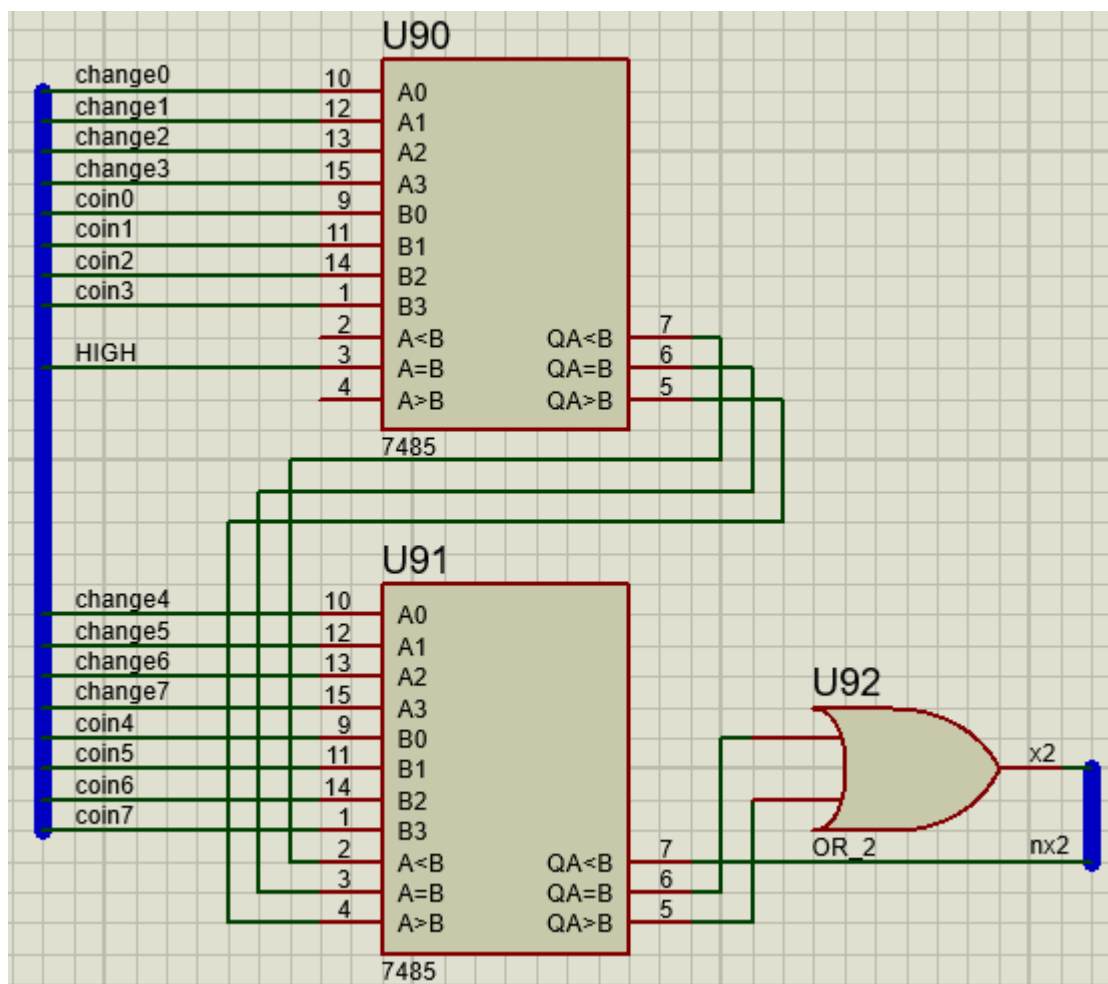 U90
change0 10 A0
change1 12 A1
change2 13 A2
change3 15 A3
coin0 9 B0
coin1 11 B1
coin2 14 B2
coin3 1 B3
2 A<B QA<B 7
HIGH 3 A=B QA=B 6
4 A>B QA>B 5
7485
U91
change4 10 A0
change5 12 A1
change6 13 A2
change7 15 A3
coin4 9 B0
coin5 11 B1
coin6 14 B2
coin7 1 B3
2 A<B QA<B 7
3 A=B QA=B 6
4 A>B QA>B 5
7485
U92
x2
OR_2
nx2